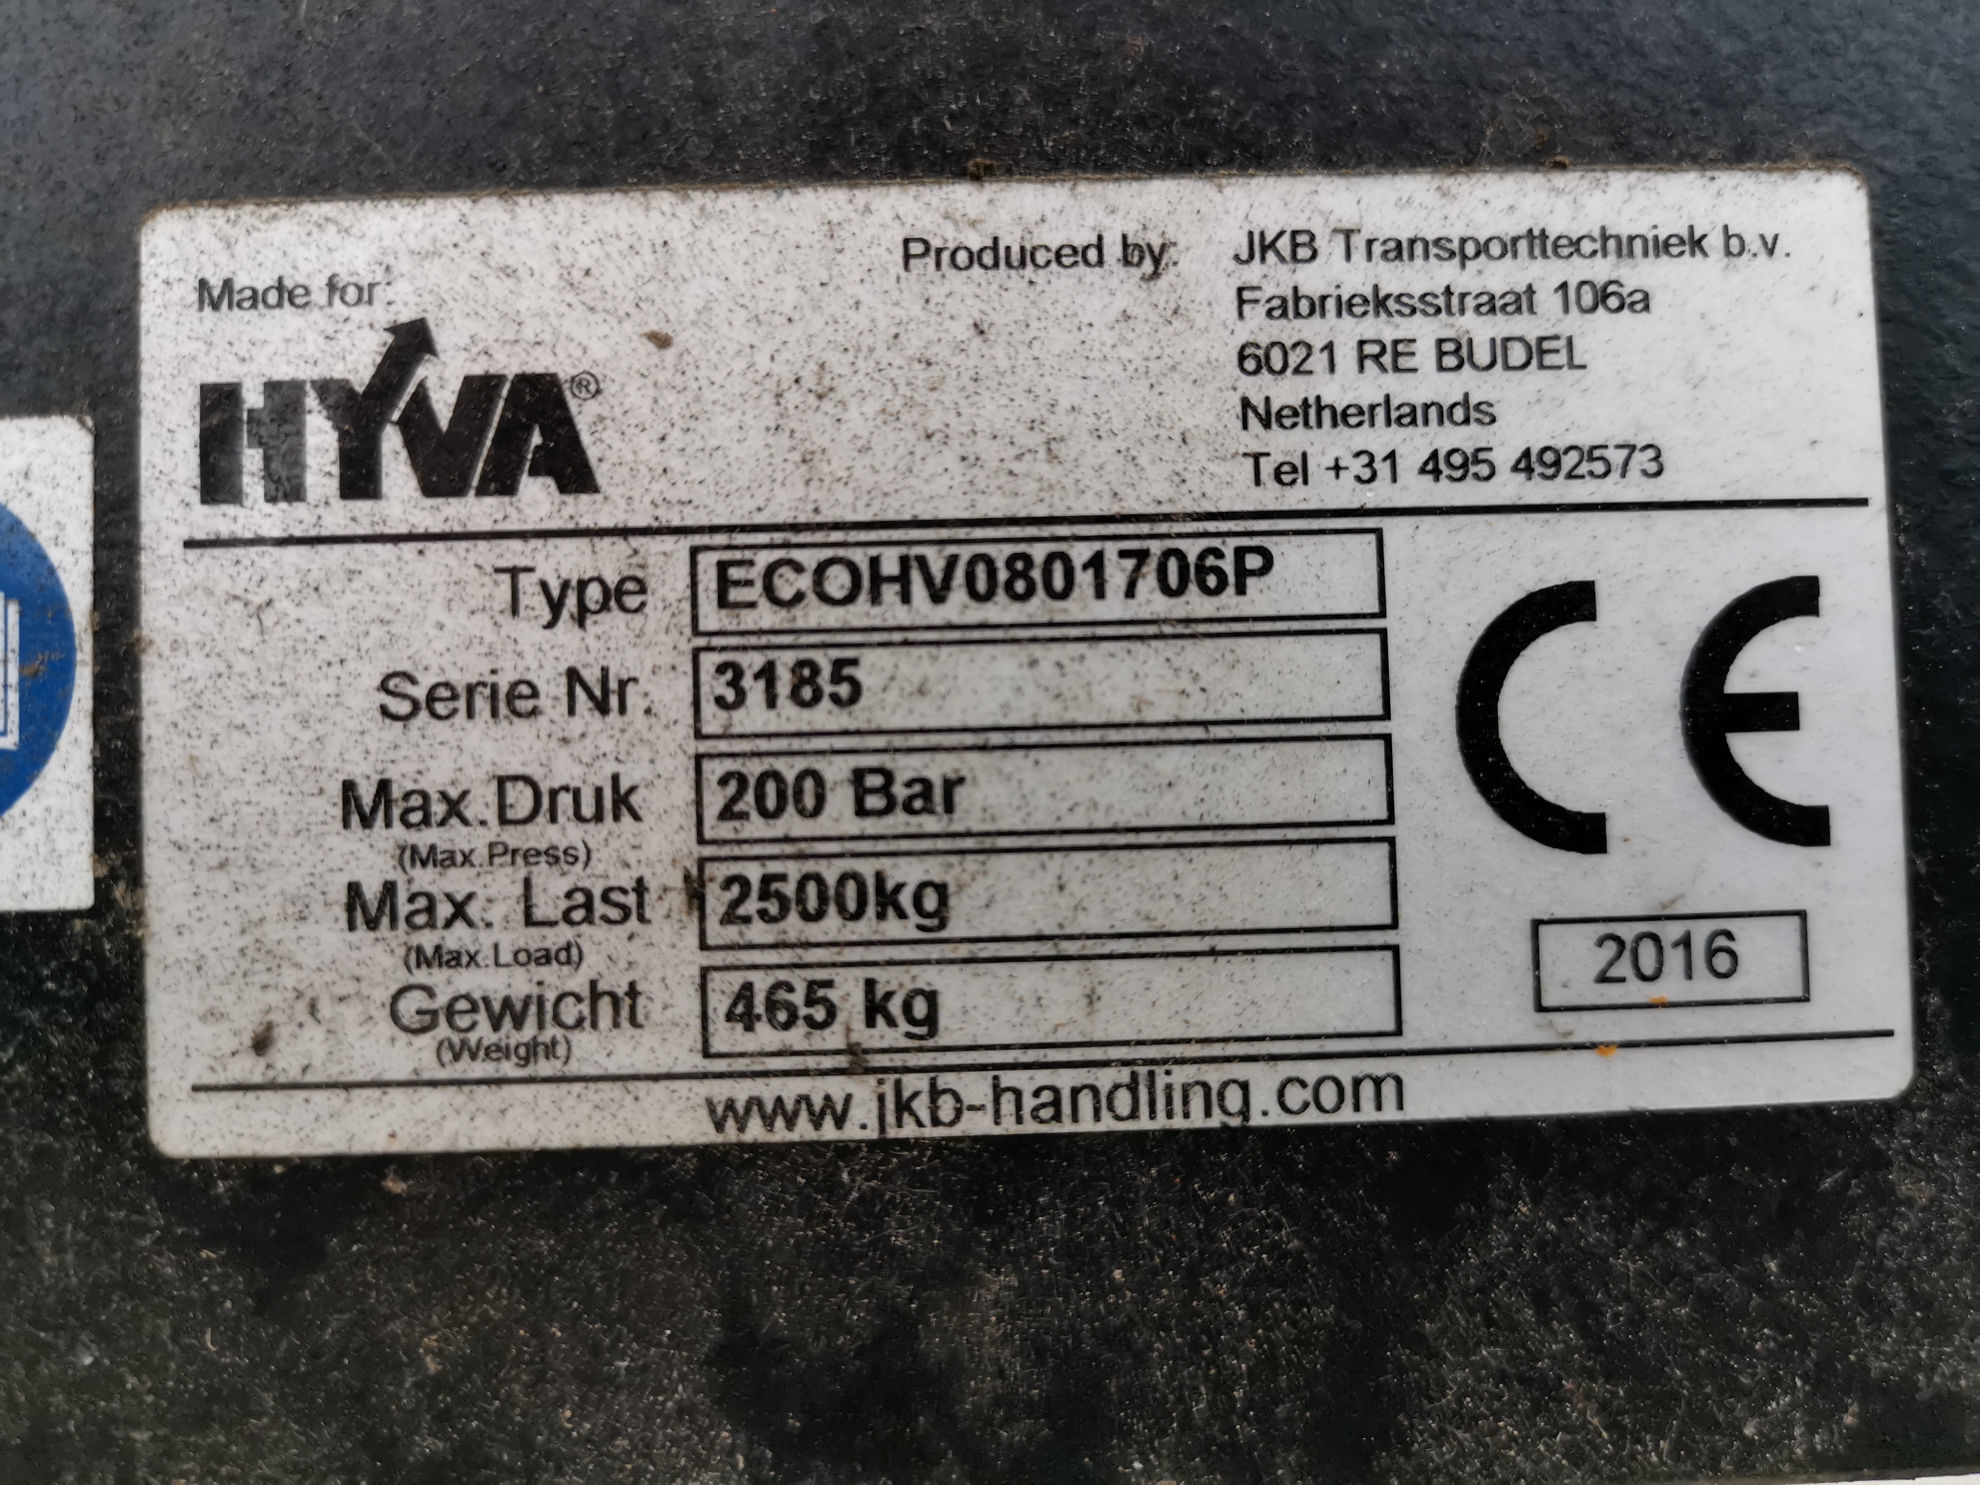 Made for:
HYVA®
Produced by: JKB Transporttechniek b.v.
Fabrieksstraat 106a
6021 RE BUDEL
Netherlands
Tel +31 495 492573
Type ECOHV0801706P
Serie Nr. 3185
Max.Druk 200 Bar
(Max.Press)
Max. Last 2500kg
(Max.Load)
Gewicht 465 kg
(Weight)
CE
2016
www.jkb-handling.com